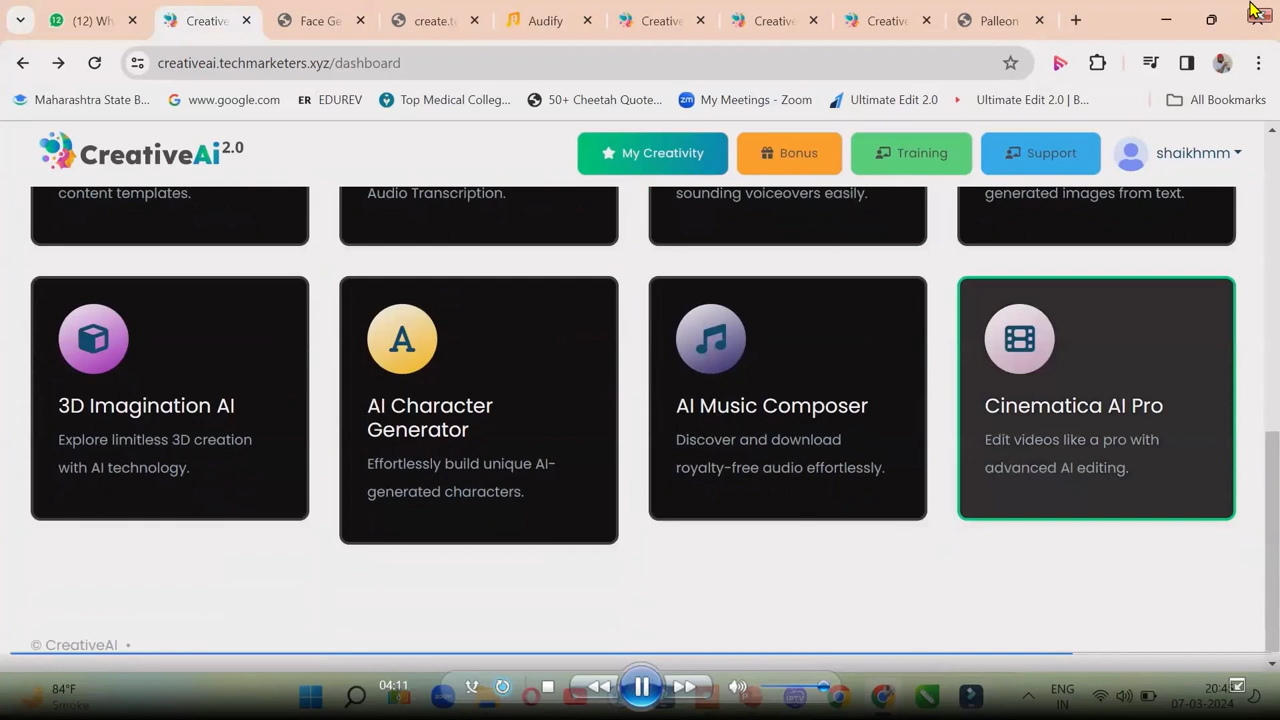 (12) Wh
Creative
Face Ge
create.te
Audify
Creative
Creative
Creative
Palleon
creativeai.techmarketers.xyz/dashboard
Maharashtra State B...
www.google.com
ER EDUREV
Top Medical Colleg...
50+ Cheetah Quote...
zm My Meetings - Zoom
Ultimate Edit 2.0
Ultimate Edit 2.0 | B...
All Bookmarks
CreativeAi 2.0
My Creativity
Bonus
Training
Support
shaikhmm
content templates.
Audio Transcription.
sounding voiceovers easily.
generated images from text.
3D Imagination AI
Explore limitless 3D creation
with AI technology.
AI Character
Generator
Effortlessly build unique AI-
generated characters.
AI Music Composer
Discover and download
royalty-free audio effortlessly.
Cinematica AI Pro
Edit videos like a pro with
advanced AI editing.
© CreativeAI •
84°F
Smoke
04:11
IPTV
ENG
IN
07-03-2024